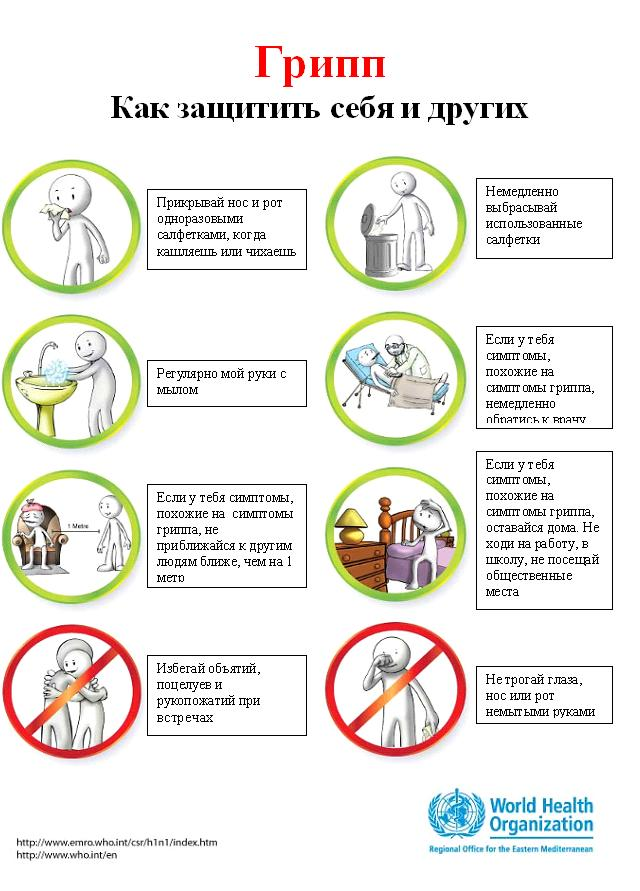 Грипп
Как защитить себя и других
Прикрывай нос и рот
одноразовыми
салфетками, когда
кашляешь или чихаешь
Немедленно
выбрасывай
использованные
салфетки
Регулярно мой руки с
мылом
Если у тебя
симптомы,
похожие на
симптомы гриппа,
немедленно
обратись к врачу
1 Metre
Если у тебя симптомы,
похожие на симптомы
гриппа, не
приближайся к другим
людям ближе, чем на 1
метр
Если у тебя
симптомы,
похожие на
симптомы гриппа,
оставайся дома. Не
ходи на работу, в
школу, не посещай
общественные
места
Избегай объятий,
поцелуев и
рукопожатий при
встречах
Не трогай глаза,
нос или рот
немытыми руками
World Health
Organization
Regional Office for the Eastern Mediterranean
http://www.emro.who.int/csr/h1n1/index.htm
http://www.who.int/en